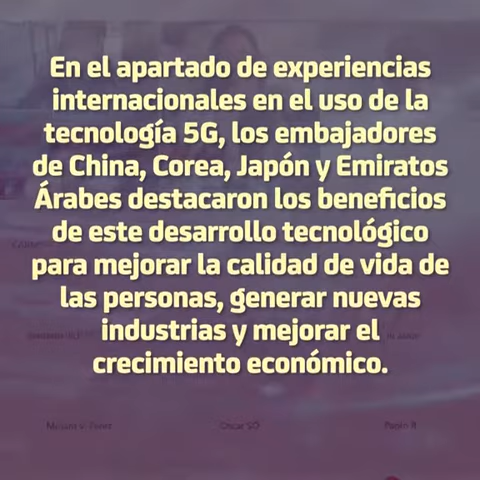 En el apartado de experiencias
internacionales en el uso de la
tecnología 5G, los embajadores
de China, Corea, Japón y Emiratos
Árabes destacaron los beneficios
de este desarrollo tecnológico
para mejorar la calidad de vida de
las personas, generar nuevas
industrias y mejorar el
crecimiento económico.